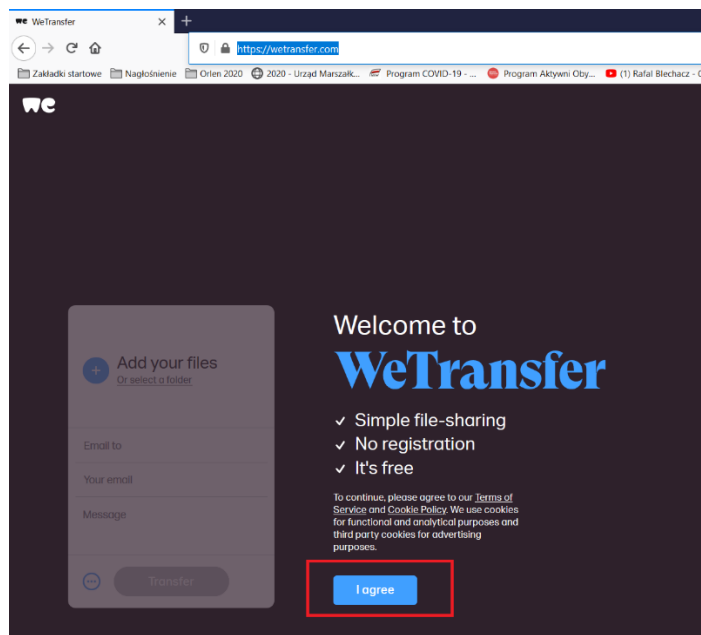 we WeTransfer
https://wetransfer.com
Zakładki startowe Nagłośnienie Orlen 2020 2020 - Urząd Marszałk... Program COVID-19 - ... Program Aktywni Oby... (1) Rafał Blechacz - C
we
Add your files
Or select a folder
Email to
Your email
Message
Transfer
Welcome to
WeTransfer
Simple file-sharing
No registration
It's free
To continue, please agree to our Terms of
Service and Cookie Policy. We use cookies
for functional and analytical purposes and
third party cookies for advertising
purposes.
I agree